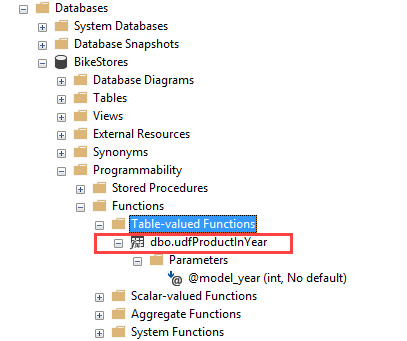 Databases
System Databases
Database Snapshots
BikeStores
Database Diagrams
Tables
Views
External Resources
Synonyms
Programmability
Stored Procedures
Functions
Table-valued Functions
dbo.udfProductInYear
Parameters
@model_year (int, No default)
Scalar-valued Functions
Aggregate Functions
System Functions